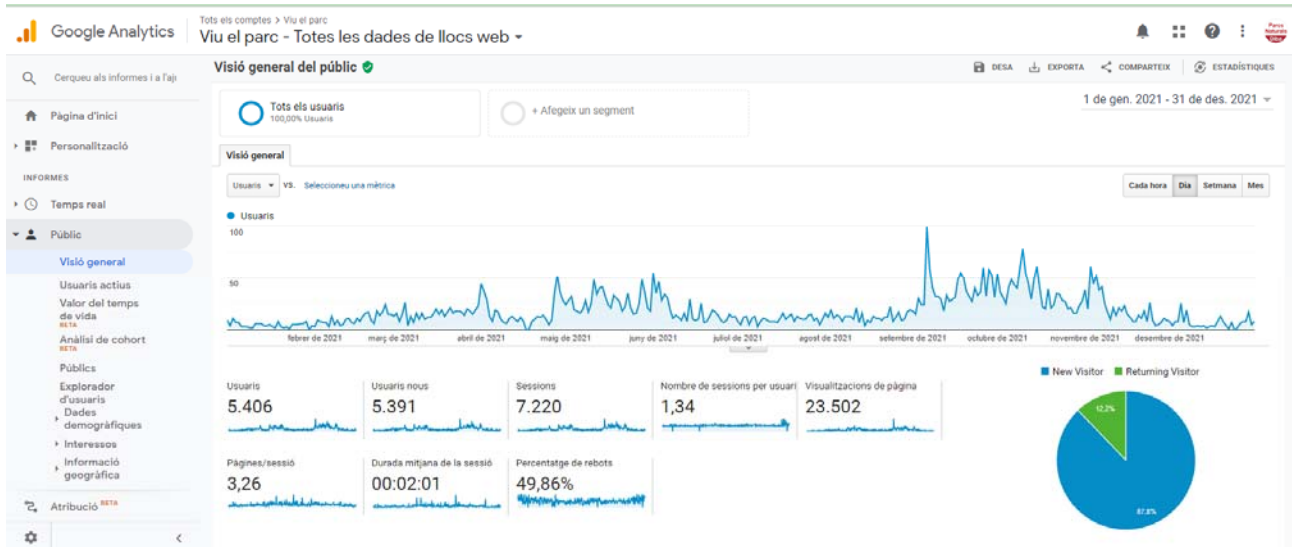 Google Analytics
Tots els comptes > Viu el parc
Viu el parc - Totes les dades de llocs web
Parcs
Naturals
Cerqueu als informes i a l'aju
Visió general del públic
DESA
EXPORTA
COMPARTEIX
ESTADÍSTIQUES
Pàgina d'inici
Personalització
INFORMES
Temps real
Públic
Visió general
Usuaris actius
Valor del temps
de vida
BETA
Anàlisi de cohort
BETA
Públics
Explorador
d'usuaris
Dades
demogràfiques
Interessos
Informació
geogràfica
Atribució BETA
Tots els usuaris
100,00% Usuaris
+ Afegeix un segment
1 de gen. 2021 - 31 de des. 2021
Visió general
Usuaris
VS.
Seleccioneu una mètrica
Cada hora
Dia
Setmana
Mes
Usuaris
100
50
febrer de 2021
març de 2021
abril de 2021
maig de 2021
juny de 2021
juliol de 2021
agost de 2021
setembre de 2021
octubre de 2021
novembre de 2021
desembre de 2021
Usuaris
5.406
Usuaris nous
5.391
Sessions
7.220
Nombre de sessions per usuari
1,34
Visualitzacions de pàgina
23.502
Pàgines/sessió
3,26
Durada mitjana de la sessió
00:02:01
Percentatge de rebots
49,86%
New Visitor
Returning Visitor
12,2%
87,8%